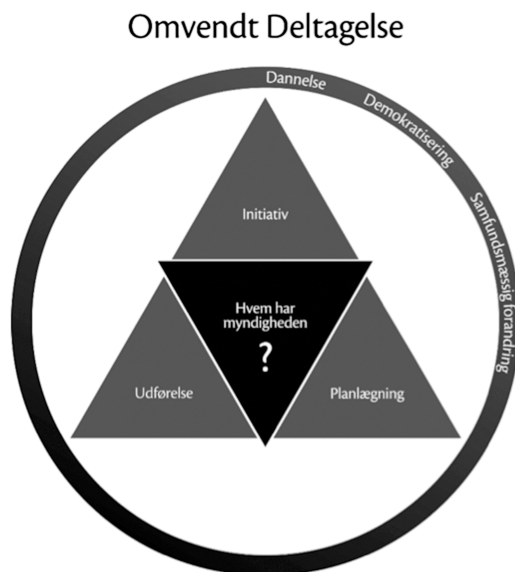 Omvendt Deltagelse
Dannelse
Demokratisering
Samfundsmæssig forandring
Initiativ
Hvem har
myndigheden
?
Udførelse
Planlægning